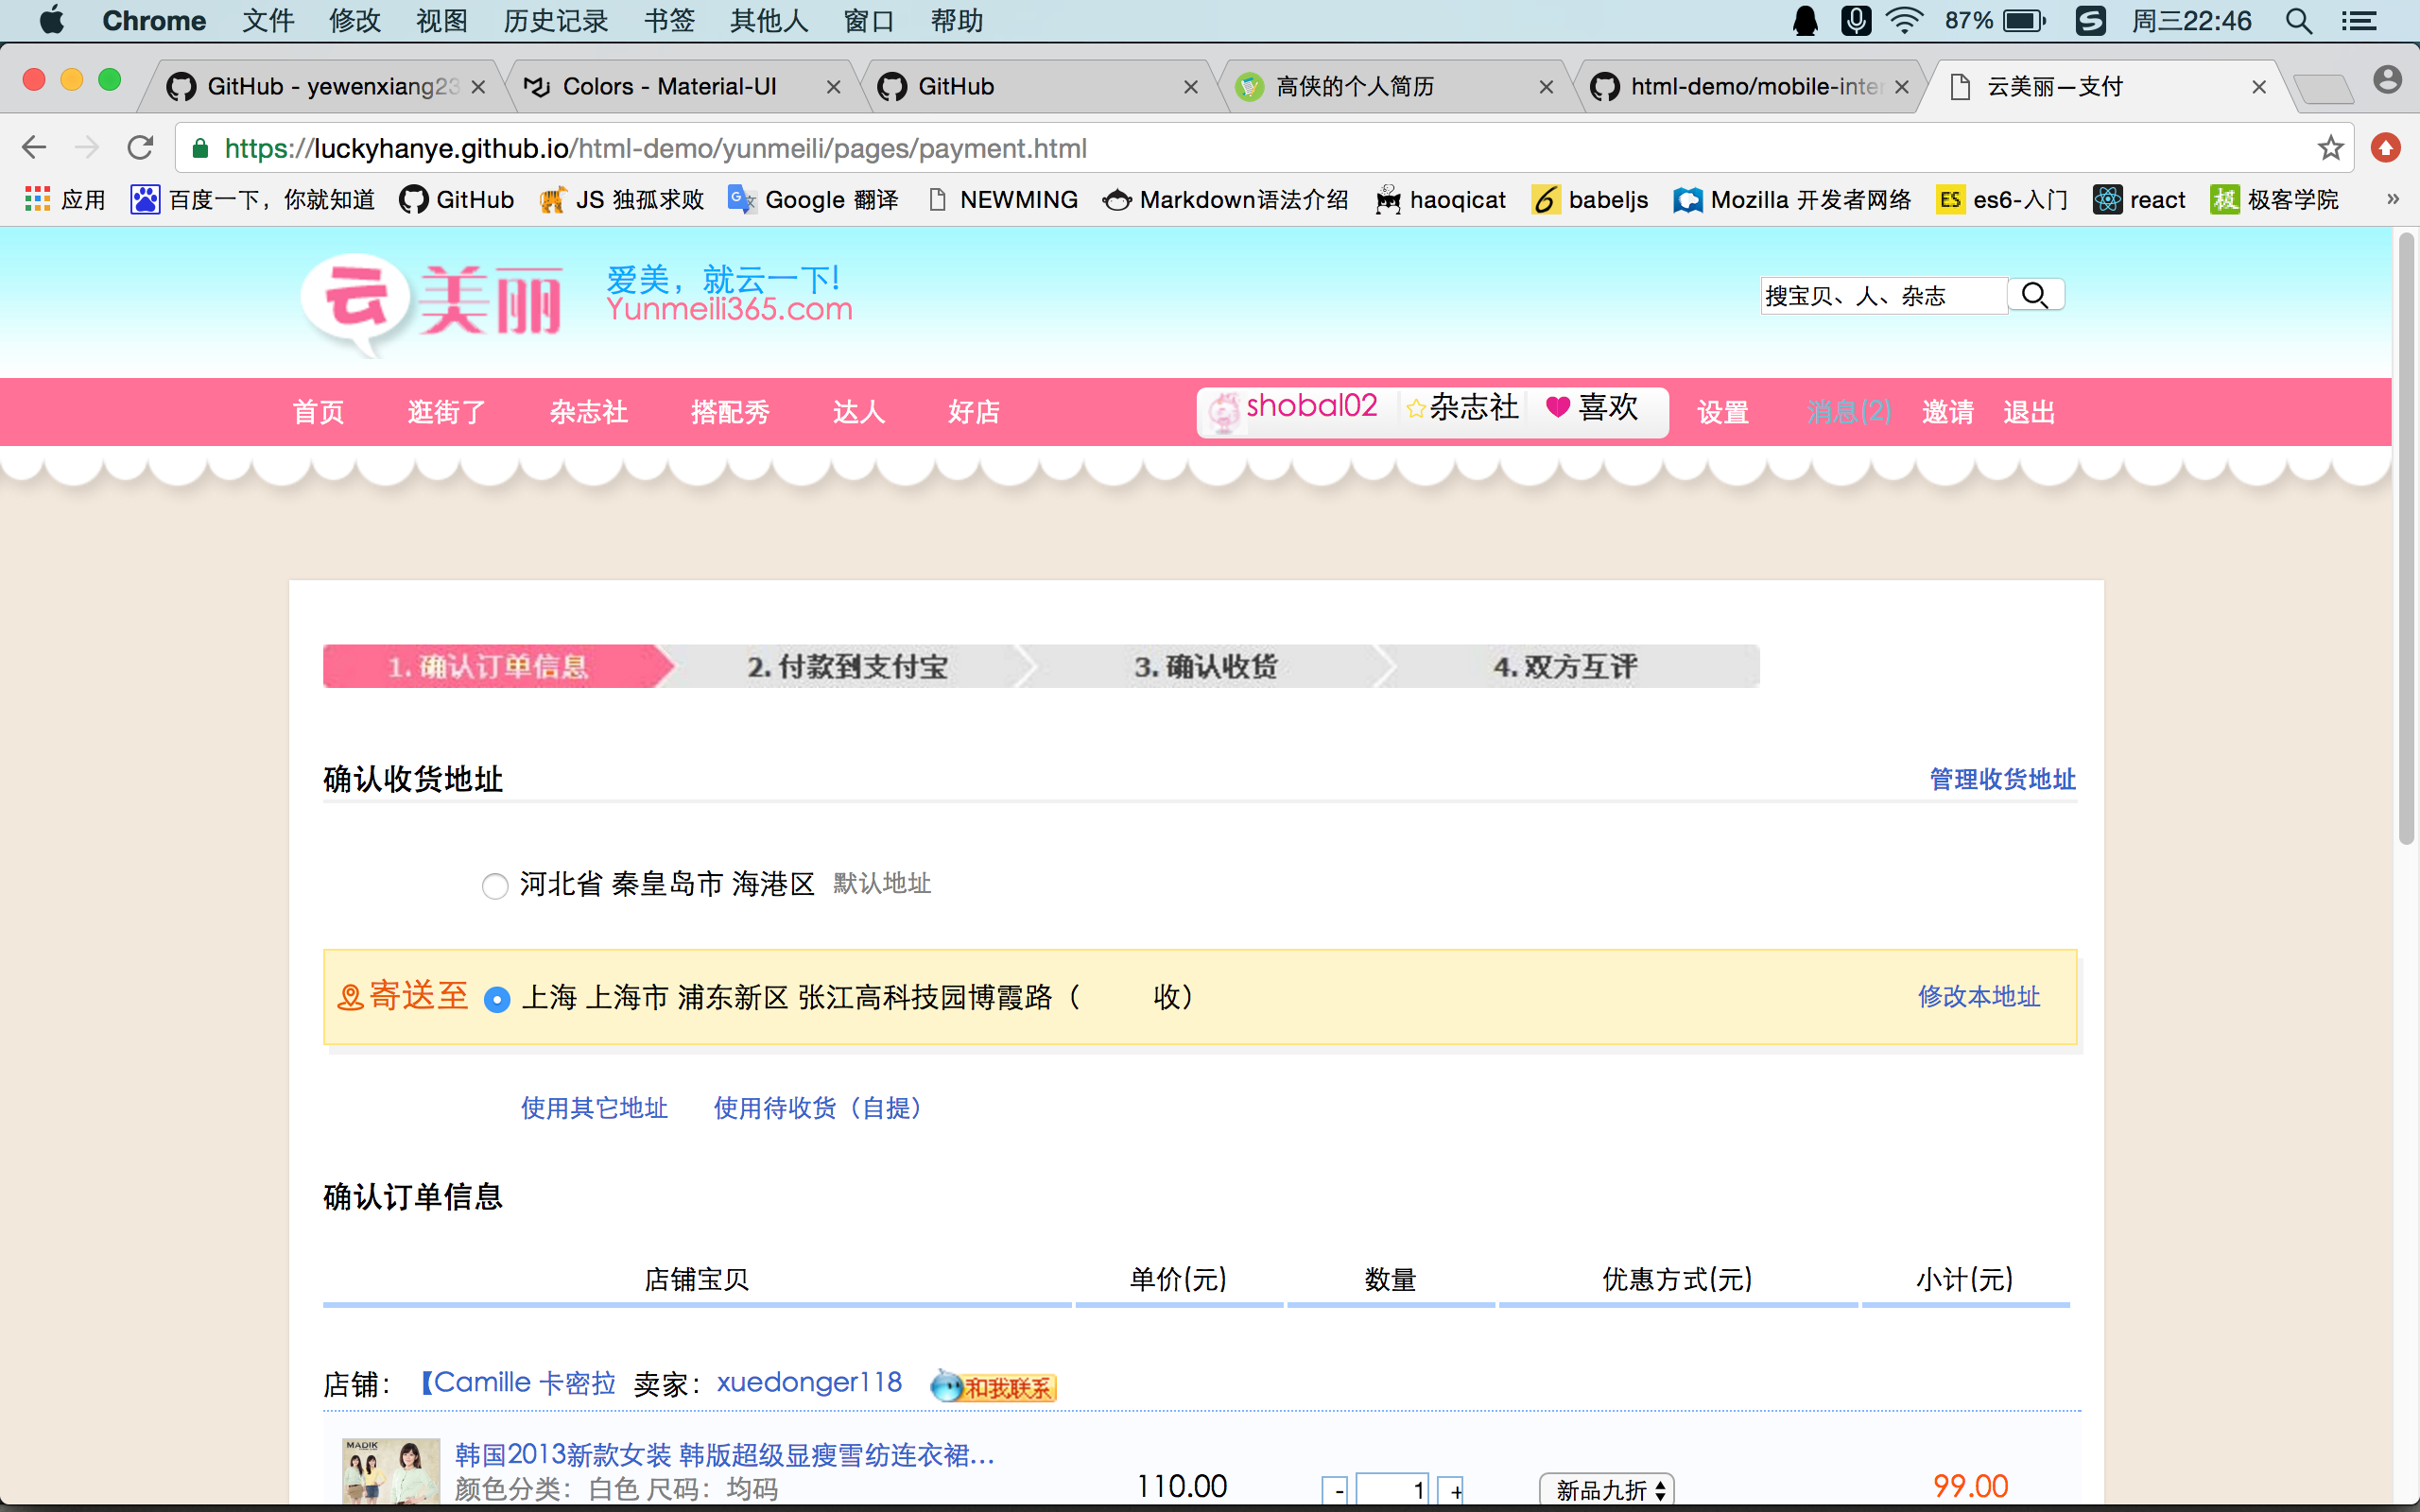 Chrome 文件 修改 视图 历史记录 书签 其他人 窗口 帮助 87% 周三22:46
GitHub - yewenxiang23 Colors - Material-UI GitHub 高侠的个人简历 html-demo/mobile-inter 云美丽—支付
https://luckyhanye.github.io/html-demo/yunmeili/pages/payment.html
应用 百度一下，你就知道 GitHub JS 独孤求败 Google 翻译 NEWMING Markdown语法介绍 haoqicat babeljs Mozilla 开发者网络 ES es6-入门 react 极 极客学院 »
云美丽 爱美，就云一下!
Yunmeili365.com
搜宝贝、人、杂志
首页 逛街了 杂志社 搭配秀 达人 好店 shobal02 杂志社 喜欢 设置 消息(2) 邀请 退出
1. 确认订单信息 2. 付款到支付宝 3. 确认收货 4. 双方互评
确认收货地址 管理收货地址
河北省 秦皇岛市 海港区 默认地址
寄送至 上海 上海市 浦东新区 张江高科技园博霞路（ 收） 修改本地址
使用其它地址 使用待收货（自提）
确认订单信息
店铺宝贝 单价(元) 数量 优惠方式(元) 小计(元)
店铺： 【Camille 卡密拉 卖家： xuedonger118 和我联系
MADIK 韩国2013新款女装 韩版超级显瘦雪纺连衣裙...
颜色分类：白色 尺码：均码 110.00 - 1 + 新品九折 99.00